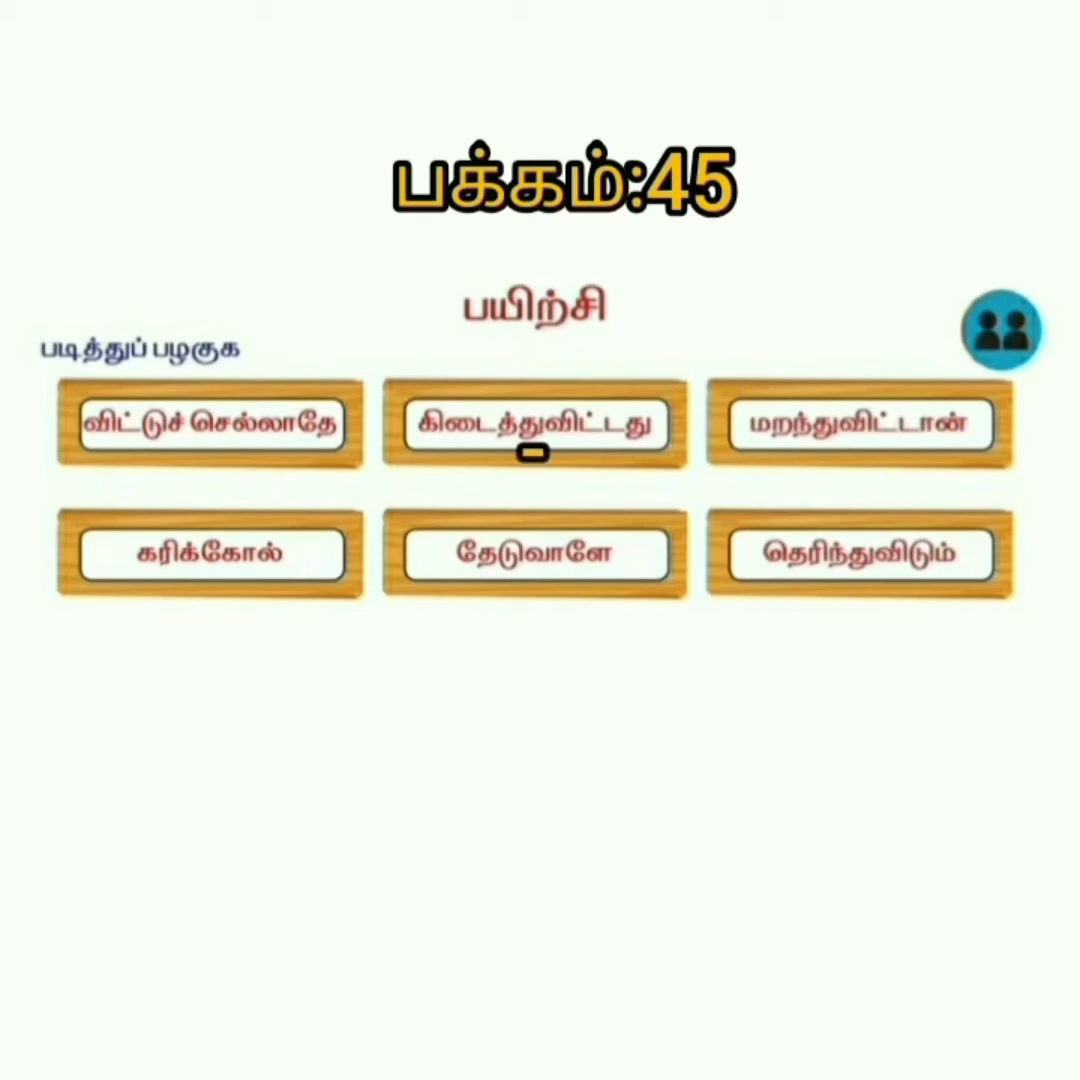 பக்கம்:45
பயிற்சி
படித்துப் பழகுக
விட்டுச் செல்லாதே கிடைத்துவிட்டது மறந்துவிட்டான்
-
கரிக்கோல் தேடுவாளே தெரிந்துவிடும்